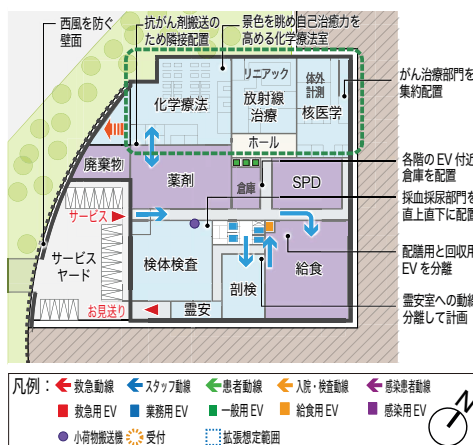 西風を防ぐ
壁面
抗がん剤搬送の
ため隣接配置
景色を眺め自己治癒力を
高める化学療法室
リニアック
体外
計測
化学療法
放射線
治療
核医学
がん治療部門を
集約配置
ホール
廃棄物
薬剤
倉庫
SPD
各階の EV 付近
倉庫を配置
サービス
採血採尿部門を
直上直下に配置
サービス
ヤード
検体検査
給食
配膳用と回収用
EV を分離
剖検
お見送り
霊安
霊安室への動線
分離して計画
凡例：
救急動線
スタッフ動線
患者動線
入院・検査動線
感染患者動線
救急用 EV
業務用 EV
一般用 EV
給食用 EV
感染用 EV
小荷物搬送機
受付
拡張想定範囲
N